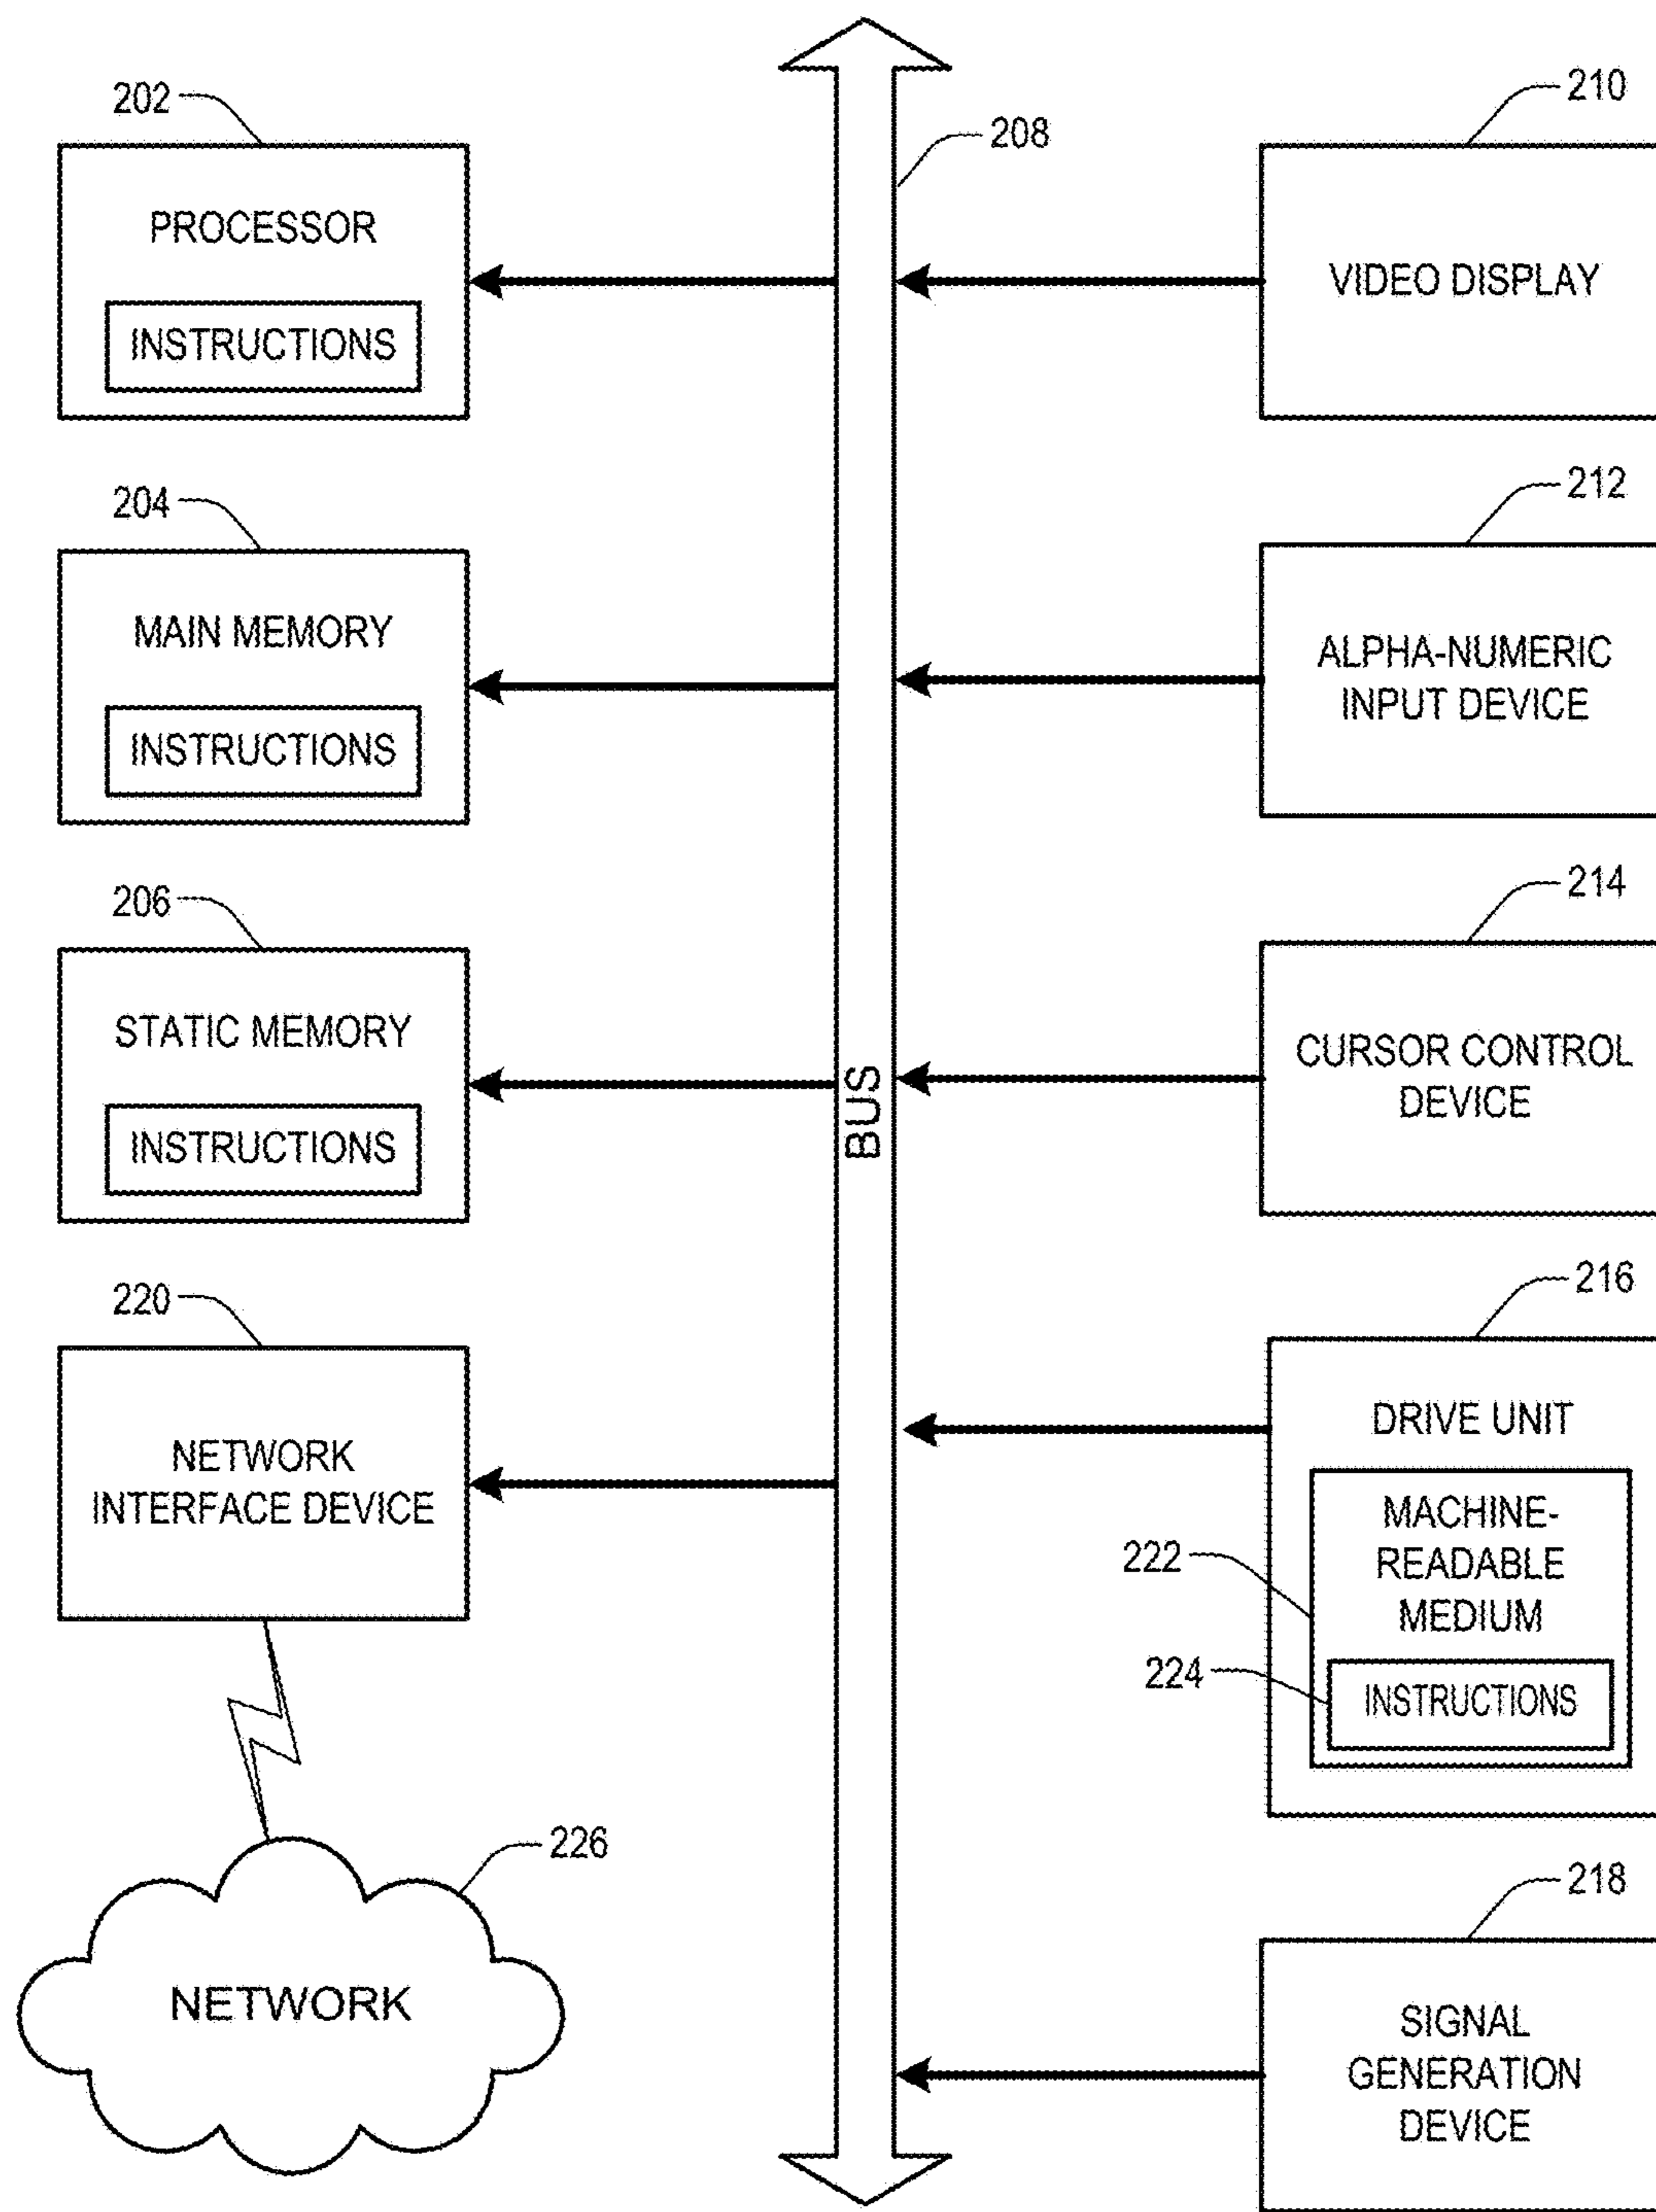 202
PROCESSOR
INSTRUCTIONS
204
MAIN MEMORY
INSTRUCTIONS
206
STATIC MEMORY
INSTRUCTIONS
220
NETWORK
INTERFACE DEVICE
226
NETWORK
208
BUS
210
VIDEO DISPLAY
212
ALPHA-NUMERIC
INPUT DEVICE
214
CURSOR CONTROL
DEVICE
216
DRIVE UNIT
222
MACHINE-
READABLE
MEDIUM
224
INSTRUCTIONS
218
SIGNAL
GENERATION
DEVICE